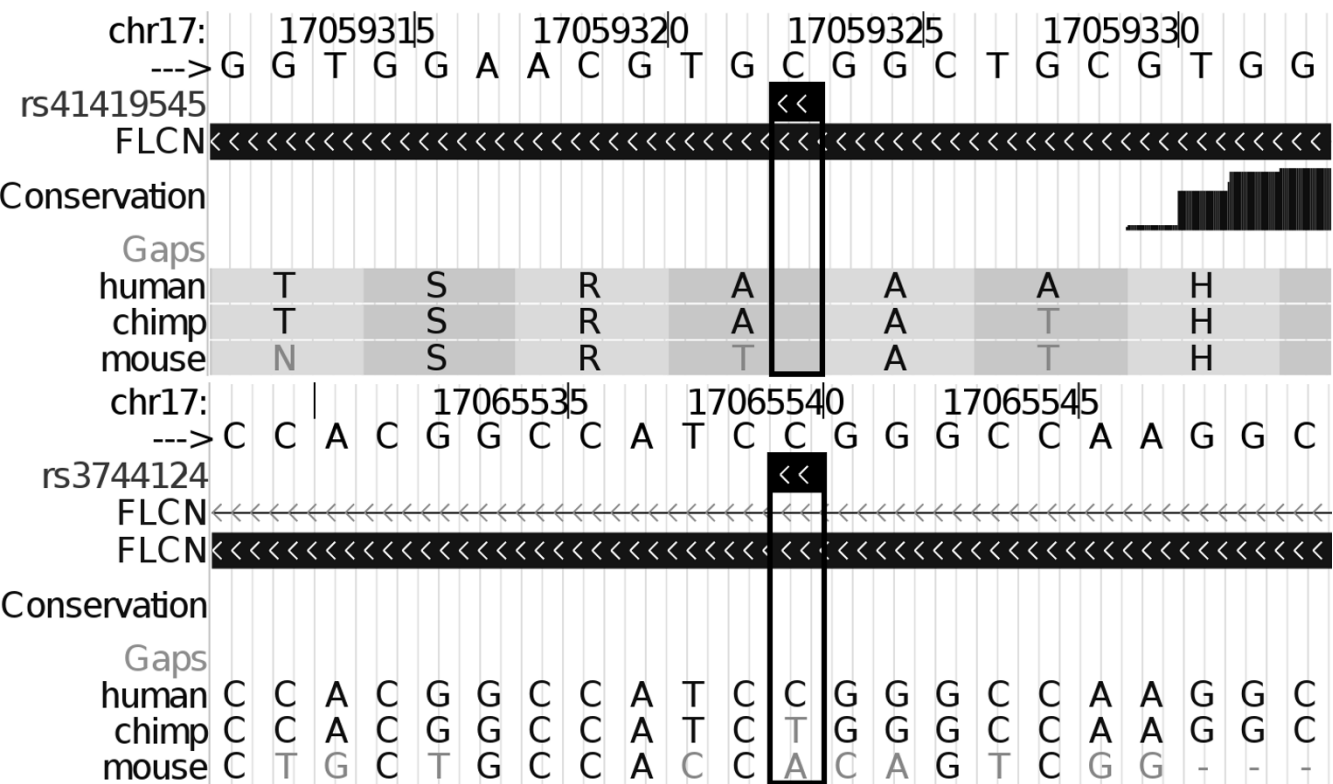 chr17: 17059315 17059320 17059325 17059330
---> G G T G G A A C G T G C G G C T G C G T G G
rs41419545 <<
FLCN
Conservation
Gaps
human T S R A A A H
chimp T S R A A T H
mouse N S R T A T H
chr17: 17065535 17065540 17065545
---> C C A C G G C C A T C C G G G C C A A G G C
rs3744124 <<
FLCN
FLCN
Conservation
Gaps
human C C A C G G C C A T C C G G G C C A A G G C
chimp C C A C G G C C A T C T G G G C C A A G G C
mouse C T G C T G C C A C C A C A G T C G G - - -